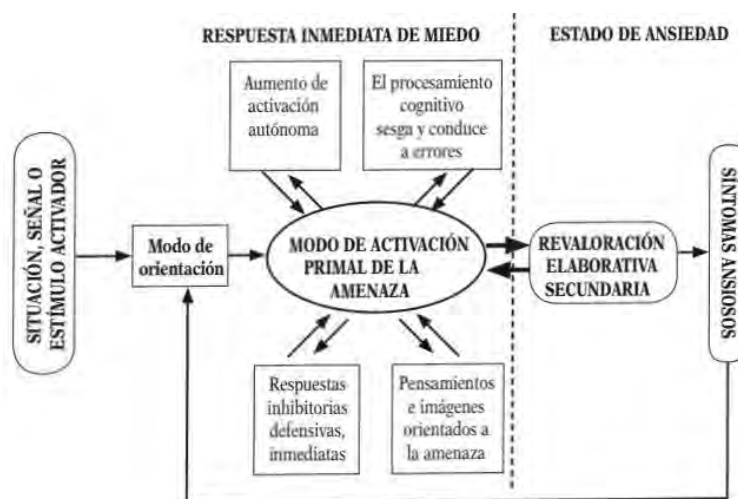 RESPUESTA INMEDIATA DE MIEDO
ESTADO DE ANSIEDAD
Aumento de
activación
autónoma
El procesamiento
cognitivo
sesga y conduce
a errores
SITUACIÓN, SEÑAL O
ESTÍMULO ACTIVADOR
Modo de
orientación
MODO DE ACTIVACIÓN
PRIMAL DE LA
AMENAZA
REVALORACIÓN
ELABORATIVA
SECUNDARIA
SÍNTOMAS ANSIOSOS
Respuestas
inhibitorias
defensivas,
inmediatas
Pensamientos
e imágenes
orientados a
la amenaza